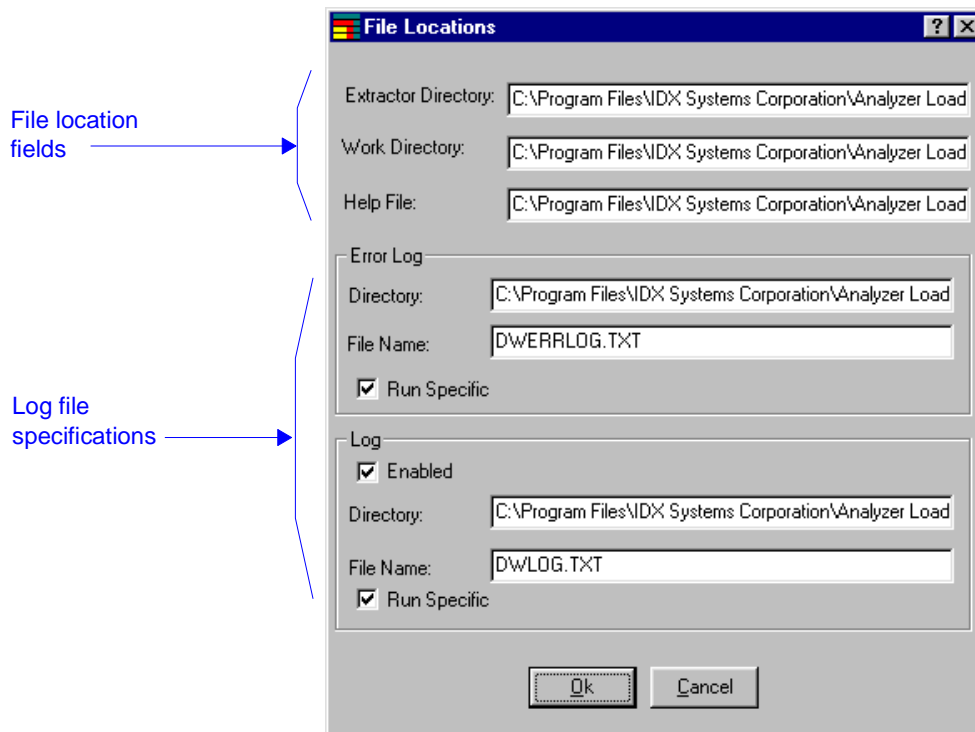 File Locations
File location
fields
Extractor Directory: C:\Program Files\IDX Systems Corporation\Analyzer Load
Work Directory: C:\Program Files\IDX Systems Corporation\Analyzer Load
Help File: C:\Program Files\IDX Systems Corporation\Analyzer Load
Log file
specifications
Error Log
Directory: C:\Program Files\IDX Systems Corporation\Analyzer Load
File Name: DWERRLOG.TXT
Run Specific
Log
Enabled
Directory: C:\Program Files\IDX Systems Corporation\Analyzer Load
File Name: DWLOG.TXT
Run Specific
Ok Cancel